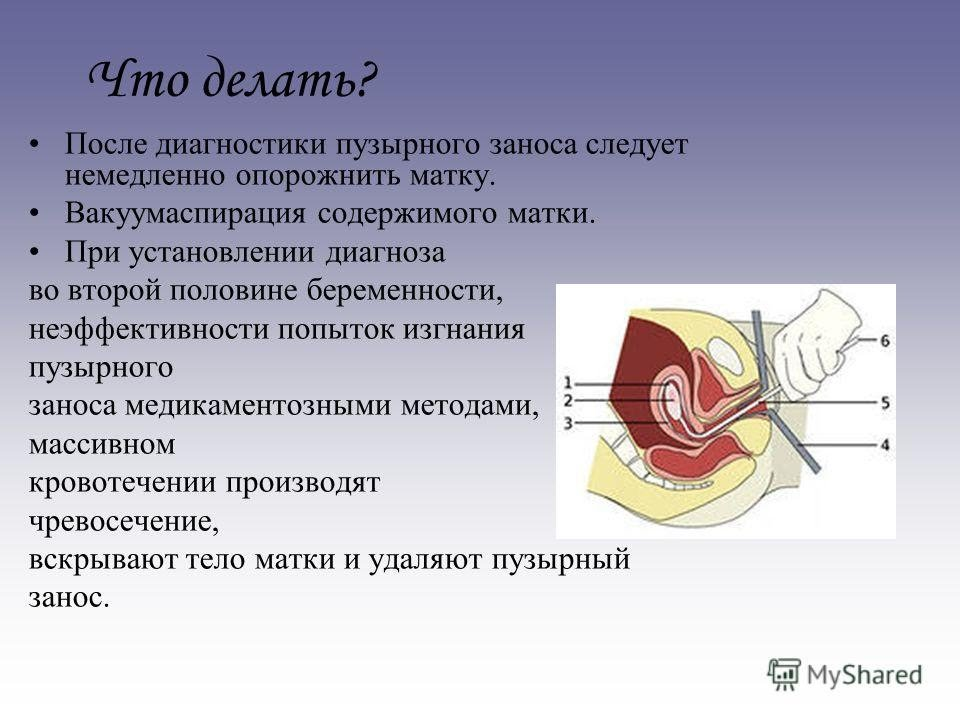 Что делать?
• После диагностики пузырного заноса следует
немедленно опорожнить матку.
• Вакуумаспирация содержимого матки.
• При установлении диагноза
во второй половине беременности,
неэффективности попыток изгнания
пузырного
заноса медикаментозными методами,
массивном
кровотечении производят
чревосечение,
вскрывают тело матки и удаляют пузырный
занос.
1
2
3
6
5
4
MyShared